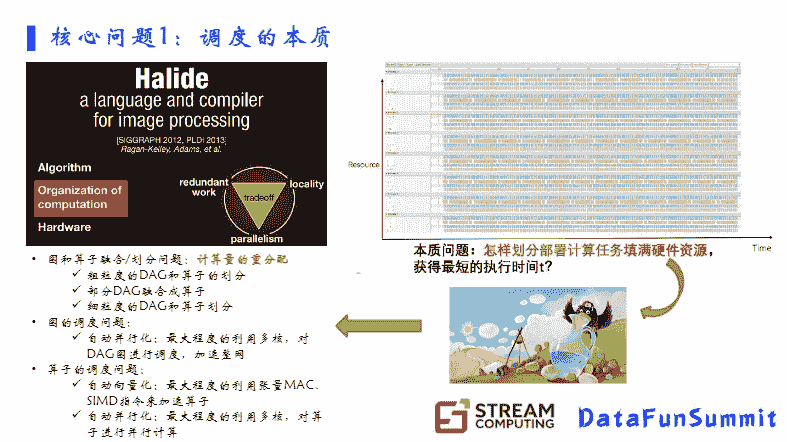 核心问题1：调度的本质
Halide
a language and compiler
for image processing
[SIGGRAPH 2012, PLDI 2013]
Ragan-Kelley, Adams, et al.
Algorithm
Organization of
computation
Hardware
redundant
work
locality
tradeoff
parallelism
Resource
Time
本质问题：怎样划分部署计算任务填满硬件资源，
获得最短的执行时间t？
• 图和算子融合/划分问题：计算量的重分配
✓ 粗粒度的DAG和算子的划分
✓ 部分DAG融合成算子
✓ 细粒度的DAG和算子划分
• 图的调度问题：
✓ 自动并行化：最大程度的利用多核，对
DAG图进行调度，加速整网
• 算子的调度问题：
✓ 自动向量化：最大程度的利用张量MAC、
SIMD指令来加速算子
✓ 自动并行化：最大程度的利用多核，对算
子进行并行计算
STREAM
COMPUTING
DataFunSummit